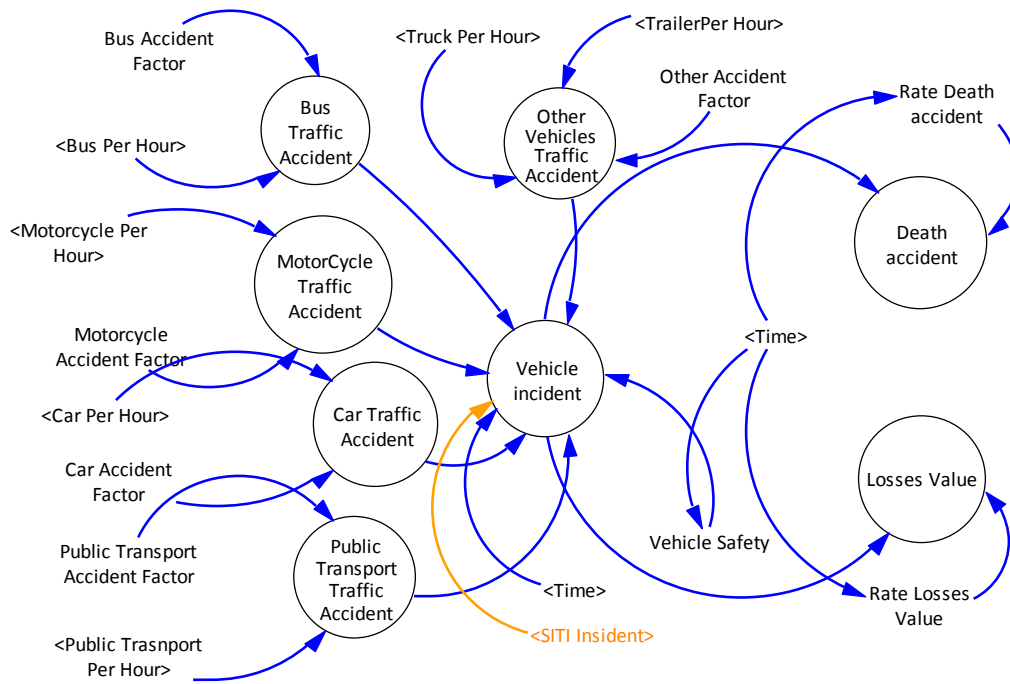 Bus Accident
Factor
<Truck Per Hour>
<TrailerPer Hour>
Other Accident
Factor
Rate Death
accident
Bus
Traffic
Accident
Other
Vehicles
Traffic
Accident
<Bus Per Hour>
<Motorcycle Per
Hour>
Death
accident
MotorCycle
Traffic
Accident
Motorcycle
Accident Factor
<Time>
Vehicle
incident
<Car Per Hour>
Car Traffic
Accident
Car Accident
Factor
Losses Value
Public Transport
Accident Factor
Public
Transport
Traffic
Accident
Vehicle Safety
<Time>
Rate Losses
Value
<SITI Insident>
<Public Trasnport
Per Hour>